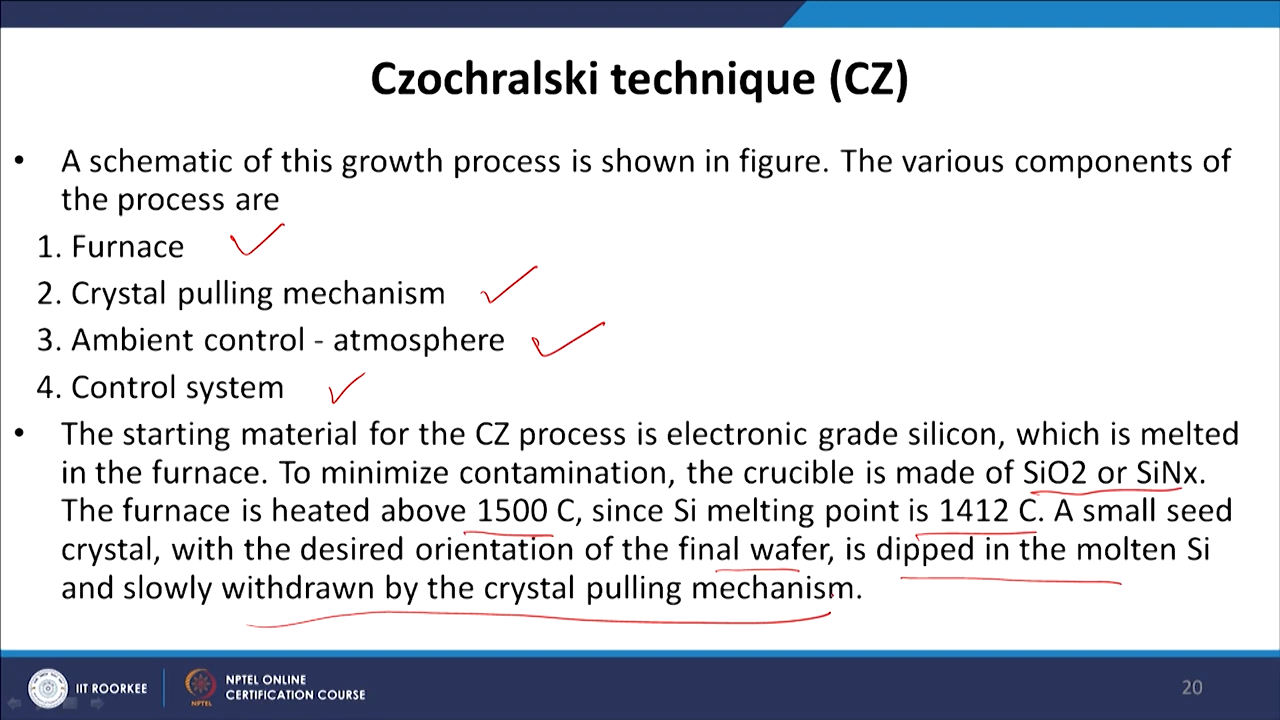 Czochralski technique (CZ)
• A schematic of this growth process is shown in figure. The various components of
the process are
1. Furnace
2. Crystal pulling mechanism
3. Ambient control - atmosphere
4. Control system
• The starting material for the CZ process is electronic grade silicon, which is melted
in the furnace. To minimize contamination, the crucible is made of SiO2 or SiNx.
The furnace is heated above 1500 C, since Si melting point is 1412 C. A small seed
crystal, with the desired orientation of the final wafer, is dipped in the molten Si
and slowly withdrawn by the crystal pulling mechanism.
IIT ROORKEE
NPTEL
NPTEL ONLINE
CERTIFICATION COURSE
20